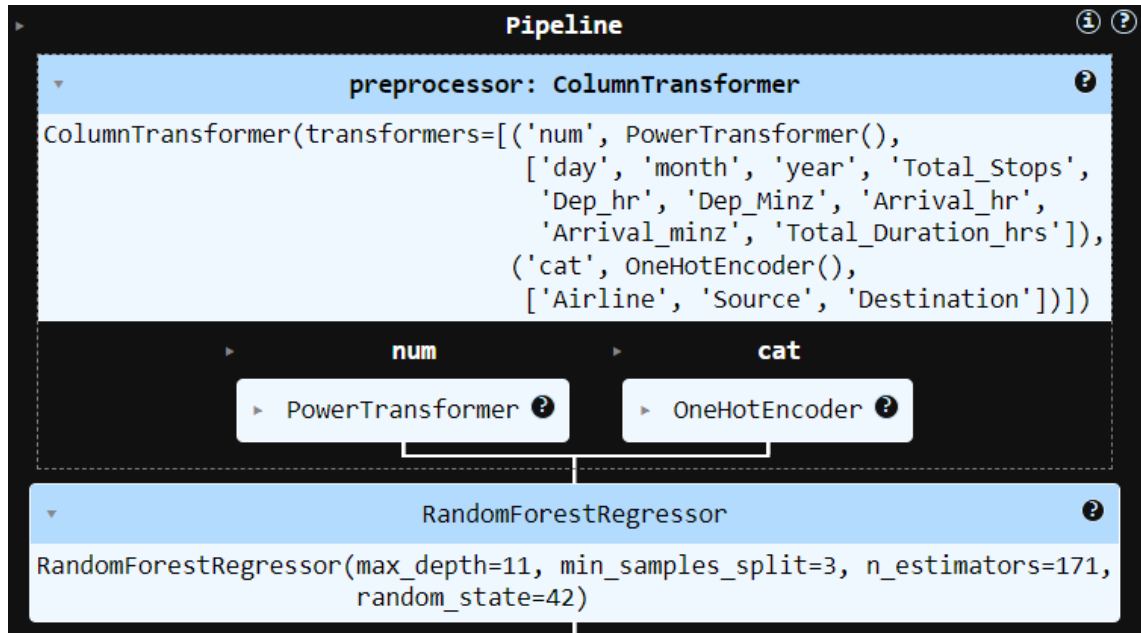 Pipeline
preprocessor: ColumnTransformer
ColumnTransformer(transformers=[('num', PowerTransformer(),
['day', 'month', 'year', 'Total_Stops',
'Dep_hr', 'Dep_Minz', 'Arrival_hr',
'Arrival_minz', 'Total_Duration_hrs']),
('cat', OneHotEncoder(),
['Airline', 'Source', 'Destination'])])
num cat
PowerTransformer ? OneHotEncoder ?
RandomForestRegressor
RandomForestRegressor(max_depth=11, min_samples_split=3, n_estimators=171,
random_state=42)